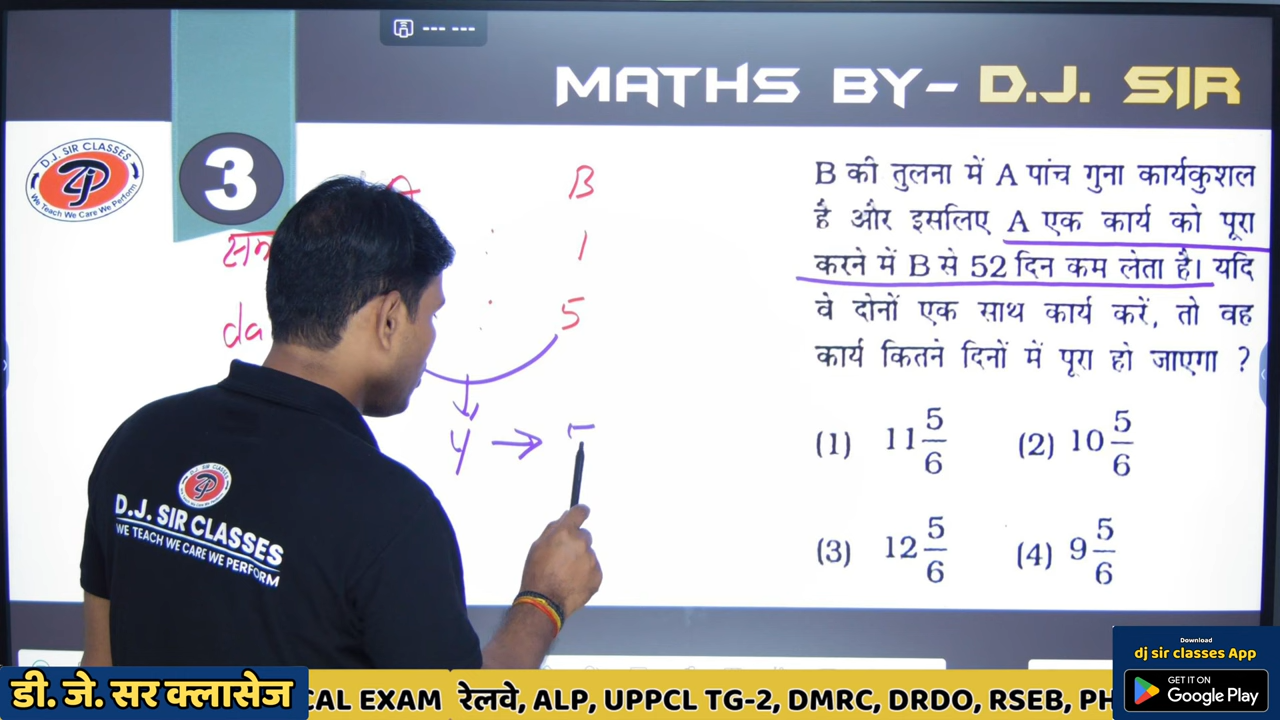 MATHS BY- D.J. SIR
D.J. SIR CLASSES
We Teach We Care We Perform
3
B
1
da
5
4 →
B की तुलना में A पांच गुना कार्यकुशल
है और इसलिए A एक कार्य को पूरा
करने में B से 52 दिन कम लेता है। यदि
वे दोनों एक साथ कार्य करें, तो वह
कार्य कितने दिनों में पूरा हो जाएगा ?
(1) 11 5/6 (2) 10 5/6
(3) 12 5/6 (4) 9 5/6
D.J. SIR CLASSES
WE TEACH WE CARE WE PERFORM
Download
dj sir classes App
GET IT ON
Google Play
डी. जे. सर क्लासेज
CAL EXAM रेलवे, ALP, UPPCL TG-2, DMRC, DRDO, RSEB, PH